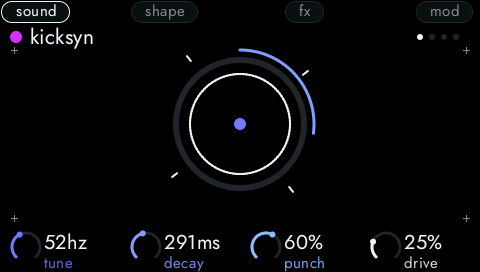 sound shape fx mod
kicksyn
52hz 291ms 60% 25%
tune decay punch drive